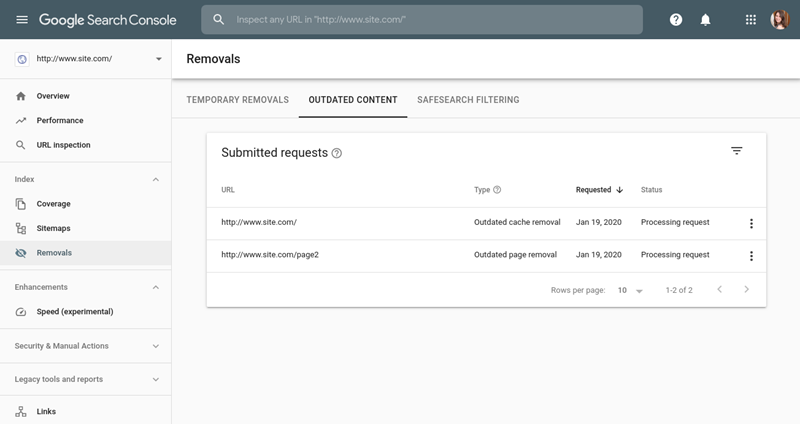 Google Search Console
Inspect any URL in "http://www.site.com/"
http://www.site.com/
Overview
Performance
URL inspection
Index
Coverage
Sitemaps
Removals
Enhancements
Speed (experimental)
Security & Manual Actions
Legacy tools and reports
Links
Removals
TEMPORARY REMOVALS OUTDATED CONTENT SAFESEARCH FILTERING
Submitted requests
URL Type Requested Status
http://www.site.com/ Outdated cache removal Jan 19, 2020 Processing request
http://www.site.com/page2 Outdated page removal Jan 19, 2020 Processing request
Rows per page: 10 1-2 of 2